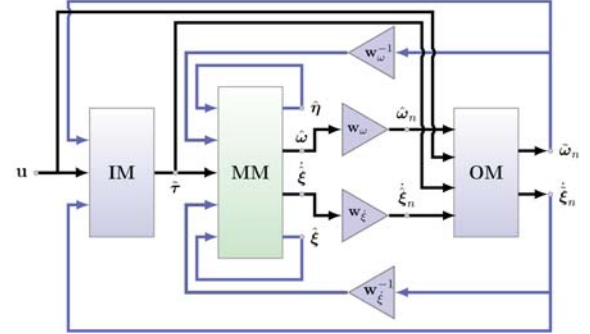 w_ω^{-1}
η̂
ω̂
w_ω
ω̂_n
u
IM
τ̂
MM
ξ̇̂
OM
ω̄̂_n
w_ξ̇
ξ̇̂_n
ξ̇̄̂_n
ξ̂
w_ξ̇^{-1}